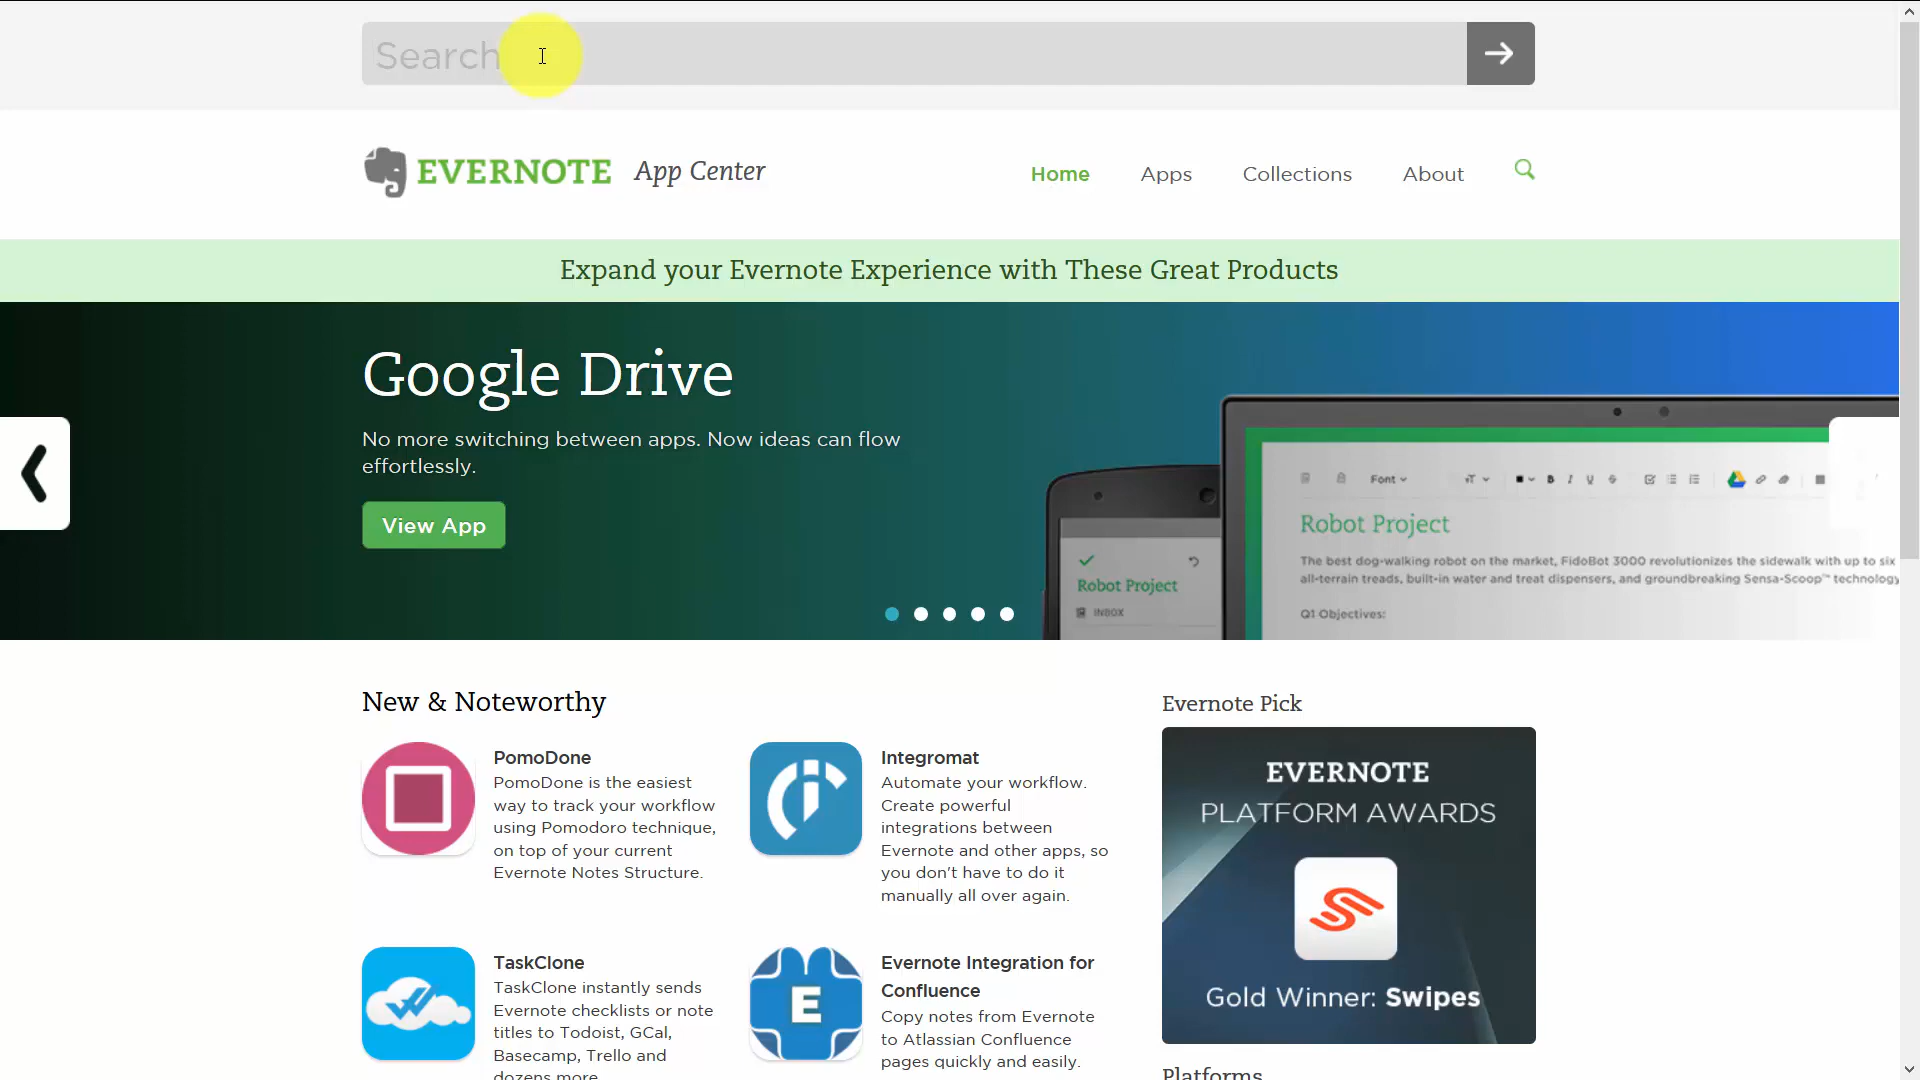 Search
EVERNOTE App Center
Home Apps Collections About
Expand your Evernote Experience with These Great Products
Google Drive
No more switching between apps. Now ideas can flow
effortlessly.
View App
Font
Robot Project
The best dog-walking robot on the market, FidoBot 3000 revolutionizes the sidewalk with up to six
all-terrain treads, built-in water and treat dispensers, and groundbreaking Sensa-Scoop™ technology
Q1 Objectives:
Robot Project
INBOX
New & Noteworthy
PomoDone
PomoDone is the easiest
way to track your workflow
using Pomodoro technique,
on top of your current
Evernote Notes Structure.
Integromat
Automate your workflow.
Create powerful
integrations between
Evernote and other apps, so
you don't have to do it
manually all over again.
TaskClone
TaskClone instantly sends
Evernote checklists or note
titles to Todoist, GCal,
Basecamp, Trello and
dozens more
Evernote Integration for
Confluence
Copy notes from Evernote
to Atlassian Confluence
pages quickly and easily.
E
Evernote Pick
EVERNOTE
PLATFORM AWARDS
Gold Winner: Swipes
Platforms